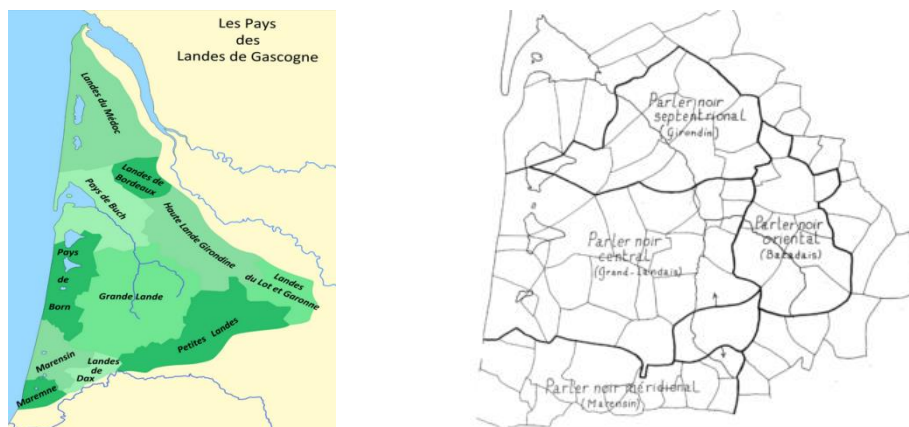 Les Pays
des
Landes de Gascogne
Landes du Médoc
Landes de
Bordeaux
Pays de Buch
Haute Lande Girondine
Pays
de
Born
Grande Lande
Landes
du Lot et Garonne
Petites Landes
Marensin
Landes
de
Dax
Maremne
Parler noir
septentrional
(Girondin)
Parler noir
central
(Grand-Landais)
Parler noir
oriental
(Bazadais)
Parler noir méridional
(Marensin)